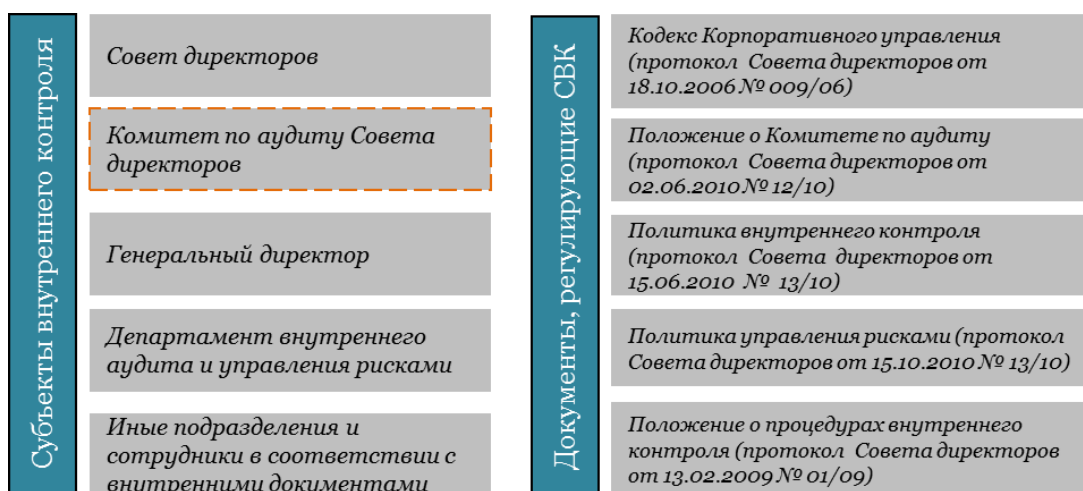 Субъекты внутреннего контроля
Совет директоров
Комитет по аудиту Совета
директоров
Генеральный директор
Департамент внутреннего
аудита и управления рисками
Иные подразделения и
сотрудники в соответствии с
внутренними документами
Документы, регулирующие СВК
Кодекс Корпоративного управления
(протокол Совета директоров от
18.10.2006 № 009/06)
Положение о Комитете по аудиту
(протокол Совета директоров от
02.06.2010 № 12/10)
Политика внутреннего контроля
(протокол Совета директоров от
15.06.2010 № 13/10)
Политика управления рисками (протокол
Совета директоров от 15.10.2010 № 13/10)
Положение о процедурах внутреннего
контроля (протокол Совета директоров
от 13.02.2009 № 01/09)